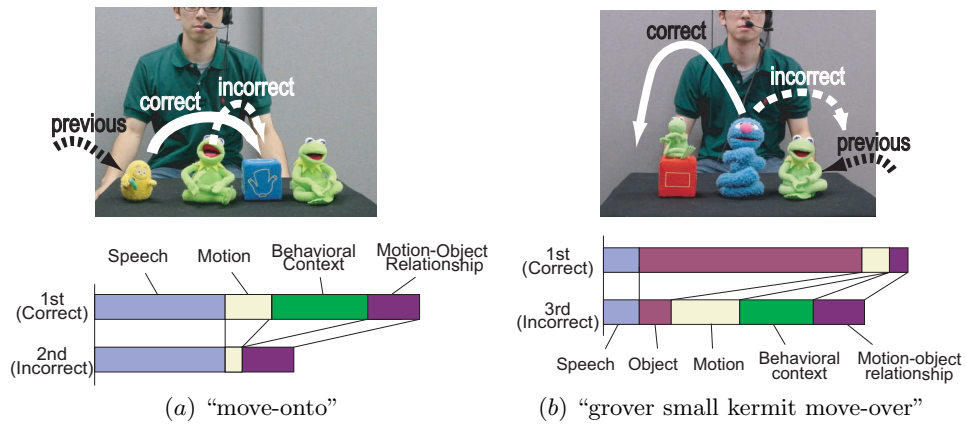 correct
incorrect
previous
correct
incorrect
previous
Speech
Motion
Behavioral
Context
Motion-Object
Relationship
1st
(Correct)
2nd
(Incorrect)
1st
(Correct)
3rd
(Incorrect)
Speech
Object
Motion
Behavioral
context
Motion-object
relationship
(a) “move-onto”
(b) “grover small kermit move-over”